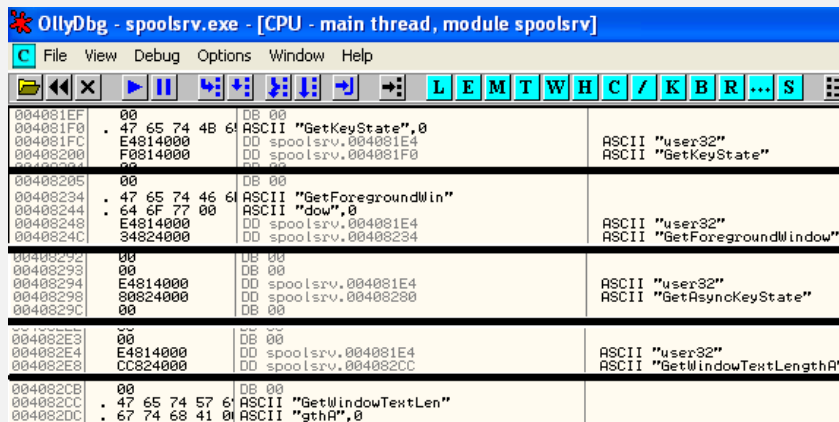 OllyDbg - spoolsrv.exe - [CPU - main thread, module spoolsrv]
C File View Debug Options Window Help
L E M T W H C / K B R ... S
004081EF 00 DB 00
004081F0 . 47 65 74 4B 6 ASCII "GetKeyState",0
004081FC E4814000 DD spoolsrv.004081E4 ASCII "user32"
00408200 F0814000 DD spoolsrv.004081F0 ASCII "GetKeyState"
00408205 00 DB 00
00408234 . 47 65 74 46 6 ASCII "GetForegroundWin"
00408244 . 64 6F 77 00 ASCII "dow",0
00408248 E4814000 DD spoolsrv.004081E4 ASCII "user32"
0040824C 34824000 DD spoolsrv.00408234 ASCII "GetForegroundWindow"
00408292 00 DB 00
00408293 00 DB 00
00408294 E4814000 DD spoolsrv.004081E4 ASCII "user32"
00408298 80824000 DD spoolsrv.00408280 ASCII "GetAsyncKeyState"
0040829C 00 DB 00
004082E3 00 DB 00
004082E4 E4814000 DD spoolsrv.004081E4 ASCII "user32"
004082E8 CC824000 DD spoolsrv.004082CC ASCII "GetWindowTextLengthA"
004082CB 00 DB 00
004082CC . 47 65 74 57 6 ASCII "GetWindowTextLen"
004082DC . 67 74 68 41 0 ASCII "gthA",0